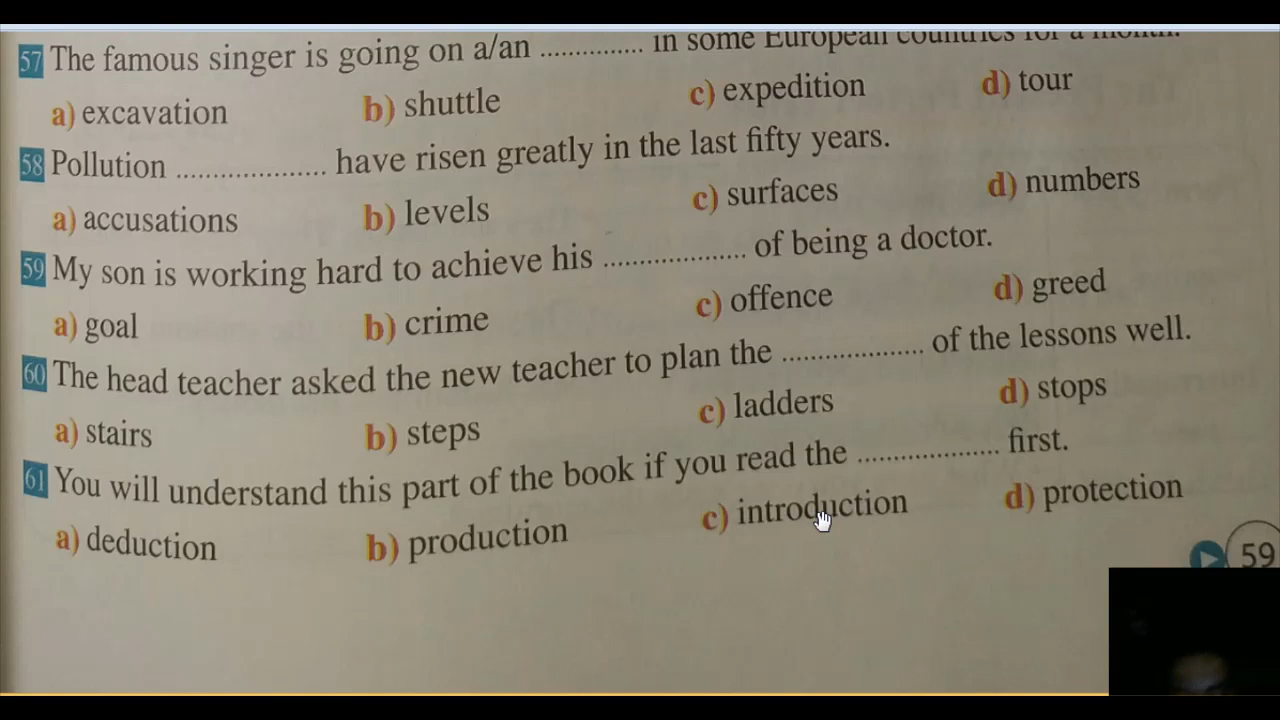 57 The famous singer is going on a/an ............... in some European countries for a month.
a) excavation b) shuttle c) expedition d) tour
58 Pollution .................... have risen greatly in the last fifty years.
a) accusations b) levels c) surfaces d) numbers
59 My son is working hard to achieve his ................... of being a doctor.
a) goal b) crime c) offence d) greed
60 The head teacher asked the new teacher to plan the ................... of the lessons well.
a) stairs b) steps c) ladders d) stops
61 You will understand this part of the book if you read the ................... first.
a) deduction b) production c) introduction d) protection
59